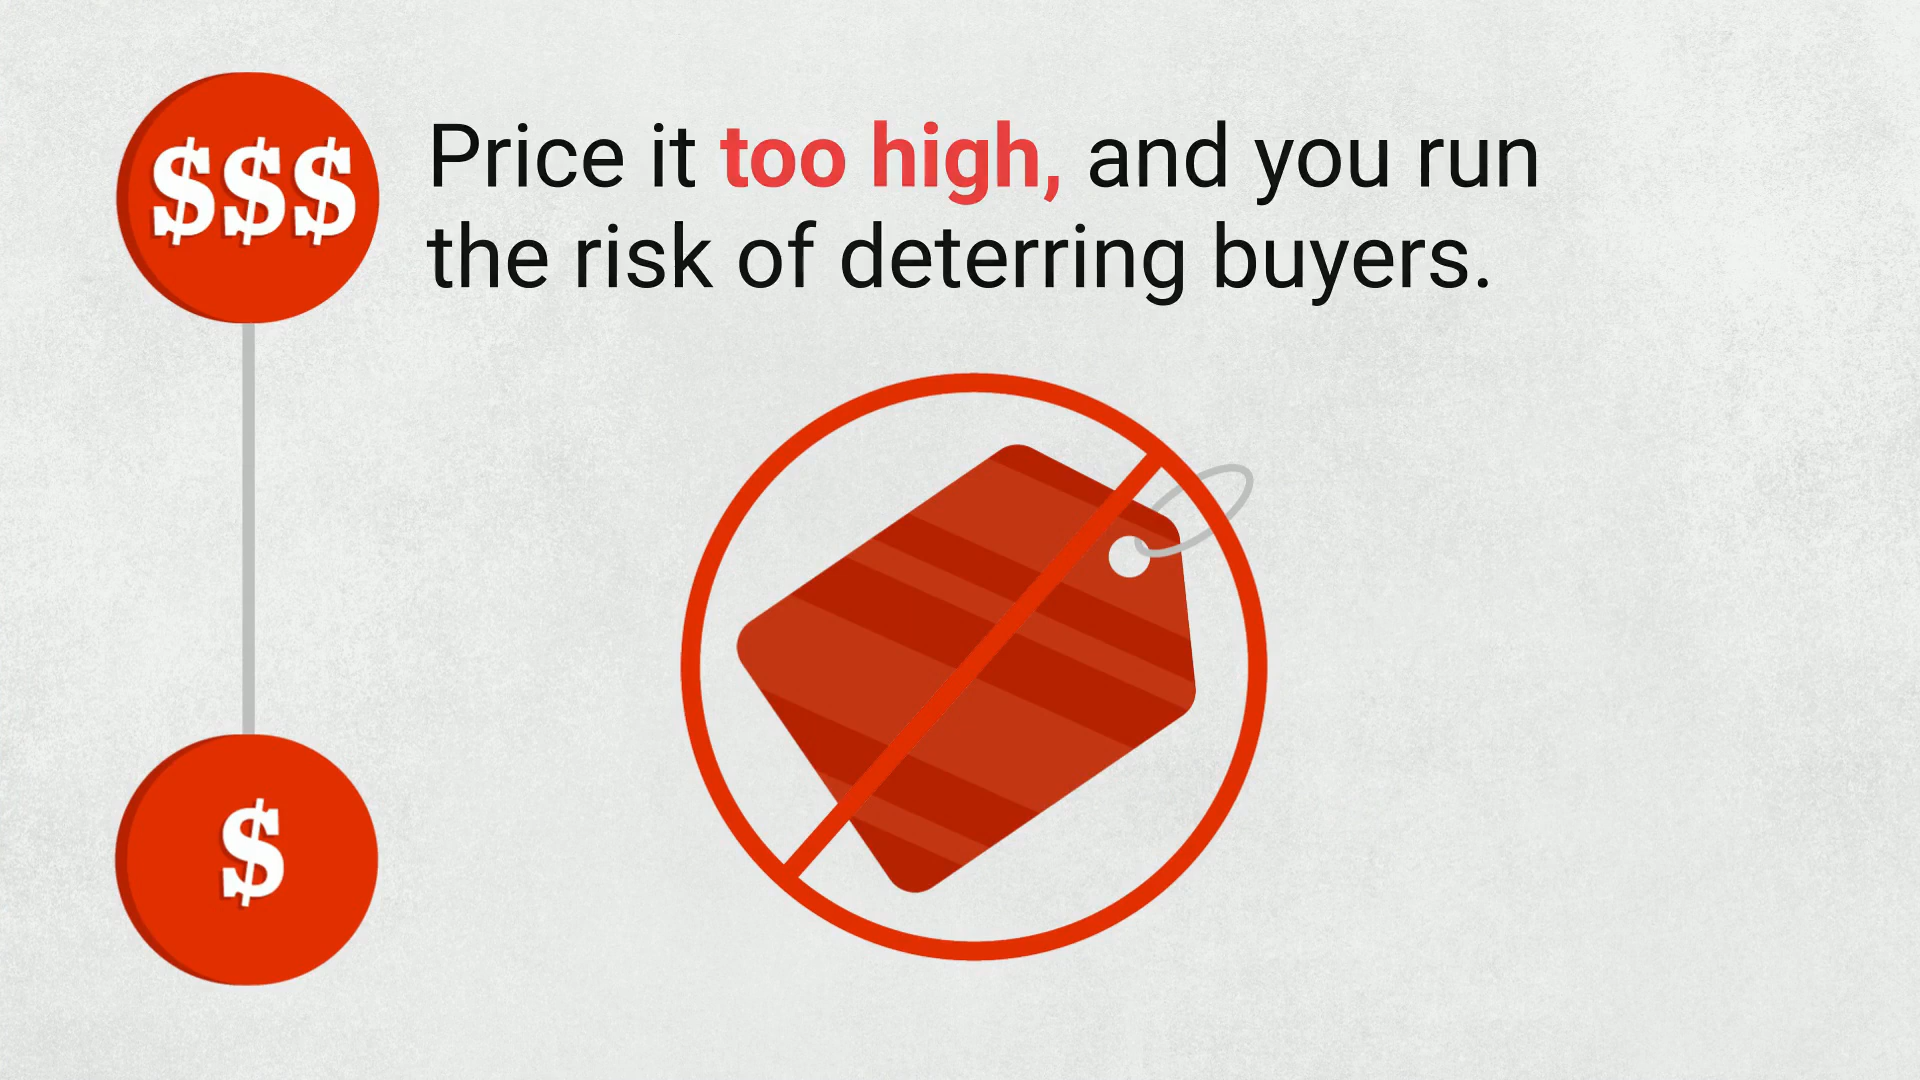 $$$
Price it too high, and you run
the risk of deterring buyers.
$